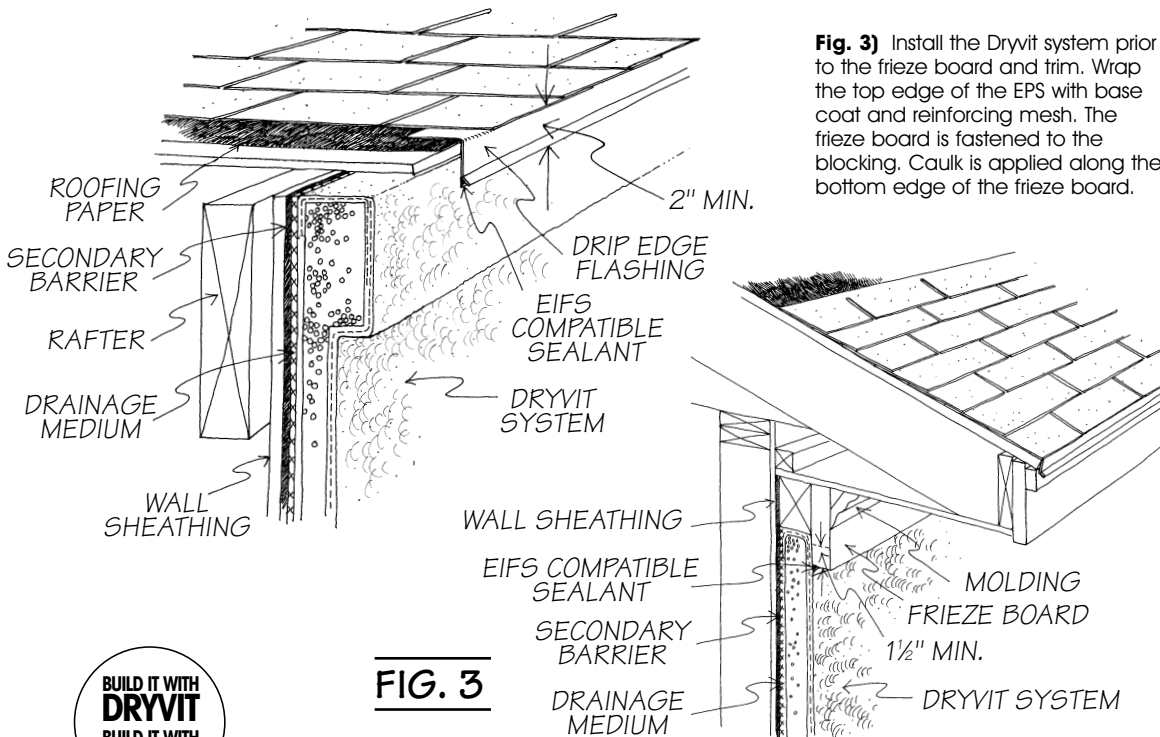 Fig. 3) Install the Dryvit system prior
to the frieze board and trim. Wrap
the top edge of the EPS with base
coat and reinforcing mesh. The
frieze board is fastened to the
blocking. Caulk is applied along the
bottom edge of the frieze board.
ROOFING
PAPER
SECONDARY
BARRIER
RAFTER
DRAINAGE
MEDIUM
WALL
SHEATHING
2" MIN.
DRIP EDGE
FLASHING
EIFS
COMPATIBLE
SEALANT
DRYVIT
SYSTEM
WALL SHEATHING
EIFS COMPATIBLE
SEALANT
SECONDARY
BARRIER
DRAINAGE
MEDIUM
MOLDING
FRIEZE BOARD
1½" MIN.
DRYVIT SYSTEM
FIG. 3
BUILD IT WITH
DRYVIT
BUILD IT WITH